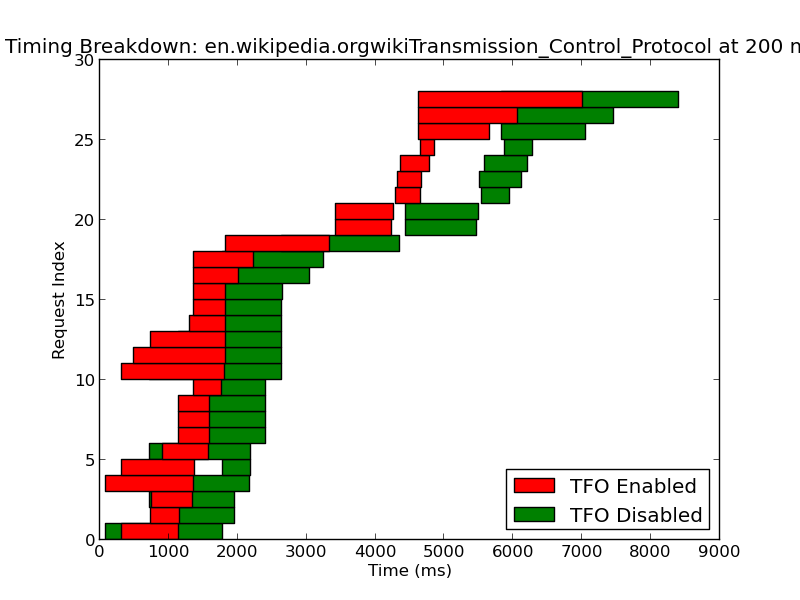 Timing Breakdown: en.wikipedia.orgwikiTransmission_Control_Protocol at 200
30
25
20
15
10
5
0
Request Index
0 1000 2000 3000 4000 5000 6000 7000 8000 9000
Time (ms)
TFO Enabled
TFO Disabled